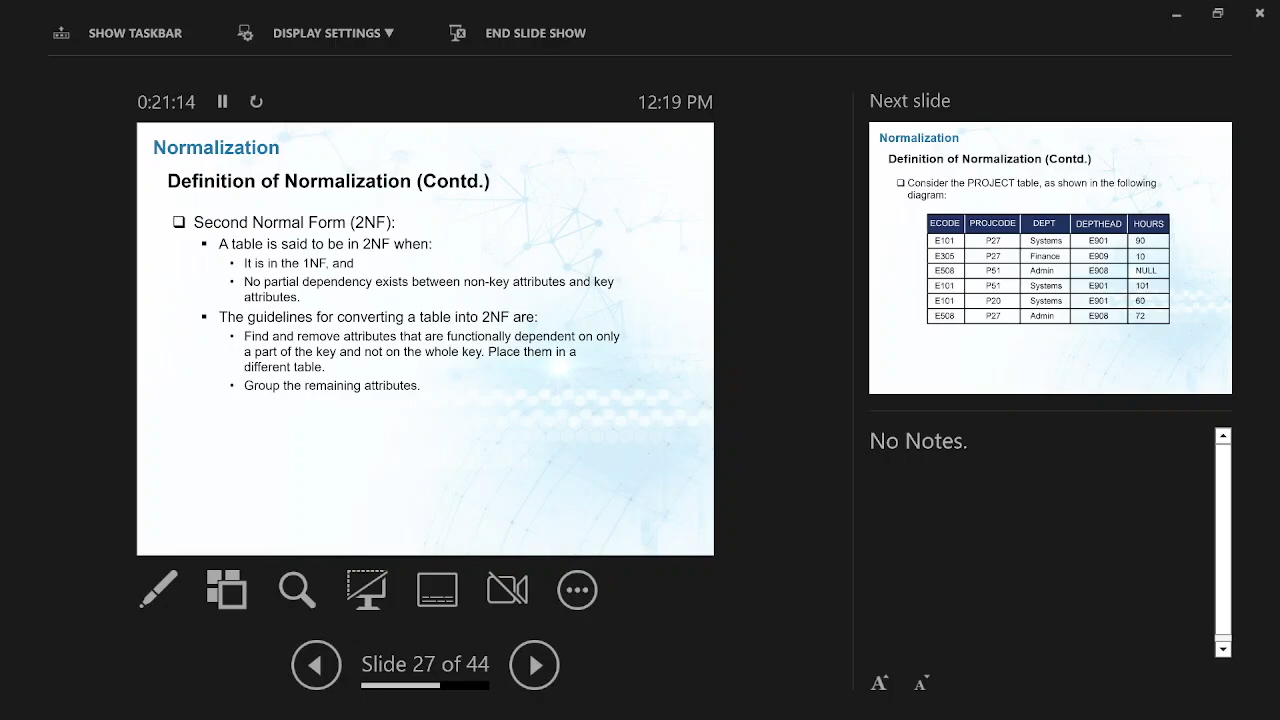 SHOW TASKBAR
DISPLAY SETTINGS ▼
END SLIDE SHOW
0:21:14
12:19 PM
Normalization
Definition of Normalization (Contd.)
❑ Second Normal Form (2NF):
▪ A table is said to be in 2NF when:
• It is in the 1NF, and
• No partial dependency exists between non-key attributes and key
attributes.
▪ The guidelines for converting a table into 2NF are:
• Find and remove attributes that are functionally dependent on only
a part of the key and not on the whole key. Place them in a
different table.
• Group the remaining attributes.
Slide 27 of 44
Next slide
Normalization
Definition of Normalization (Contd.)
❑ Consider the PROJECT table, as shown in the following
diagram:
ECODE PROJCODE DEPT DEPTHEAD HOURS
E101 P27 Systems E901 90
E305 P27 Finance E909 10
E508 P51 Admin E908 NULL
E101 P51 Systems E901 101
E101 P20 Systems E901 60
E508 P27 Admin E908 72
No Notes.
A A